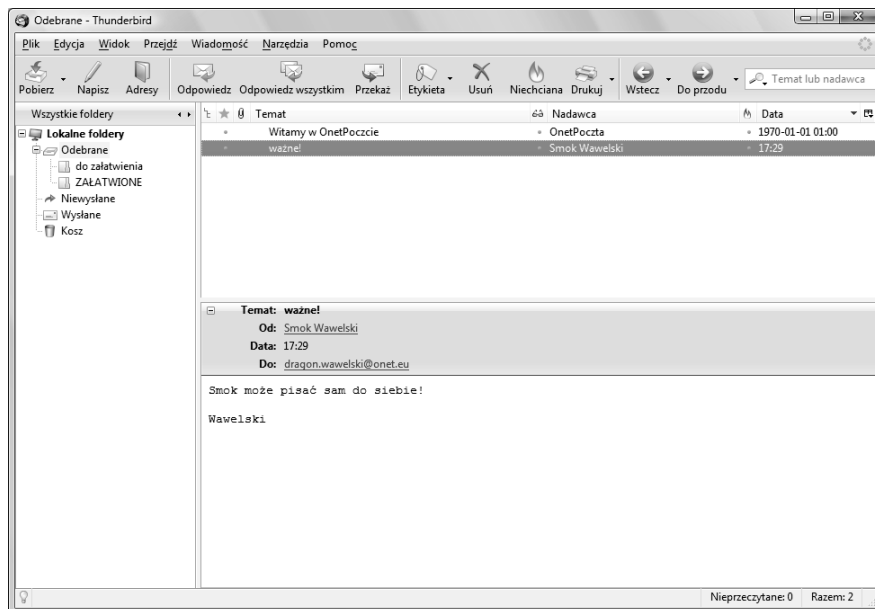 Odebrane - Thunderbird
Plik Edycja Widok Przejdź Wiadomość Narzędzia Pomoc
Pobierz Napisz Adresy Odpowiedz Odpowiedz wszystkim Przekaż Etykieta Usuń Niechciana Drukuj Wstecz Do przodu Temat lub nadawca
Wszystkie foldery Temat Nadawca Data
Lokalne foldery
Odebrane
do załatwienia
ZAŁATWIONE
Niewysłane
Wysłane
Kosz
Witamy w OnetPoczcie OnetPoczta 1970-01-01 01:00
ważne! Smok Wawelski 17:29
Temat: ważne!
Od: Smok Wawelski
Data: 17:29
Do: dragon.wawelski@onet.eu
Smok może pisać sam do siebie!
Wawelski
Nieprzeczytane: 0 Razem: 2